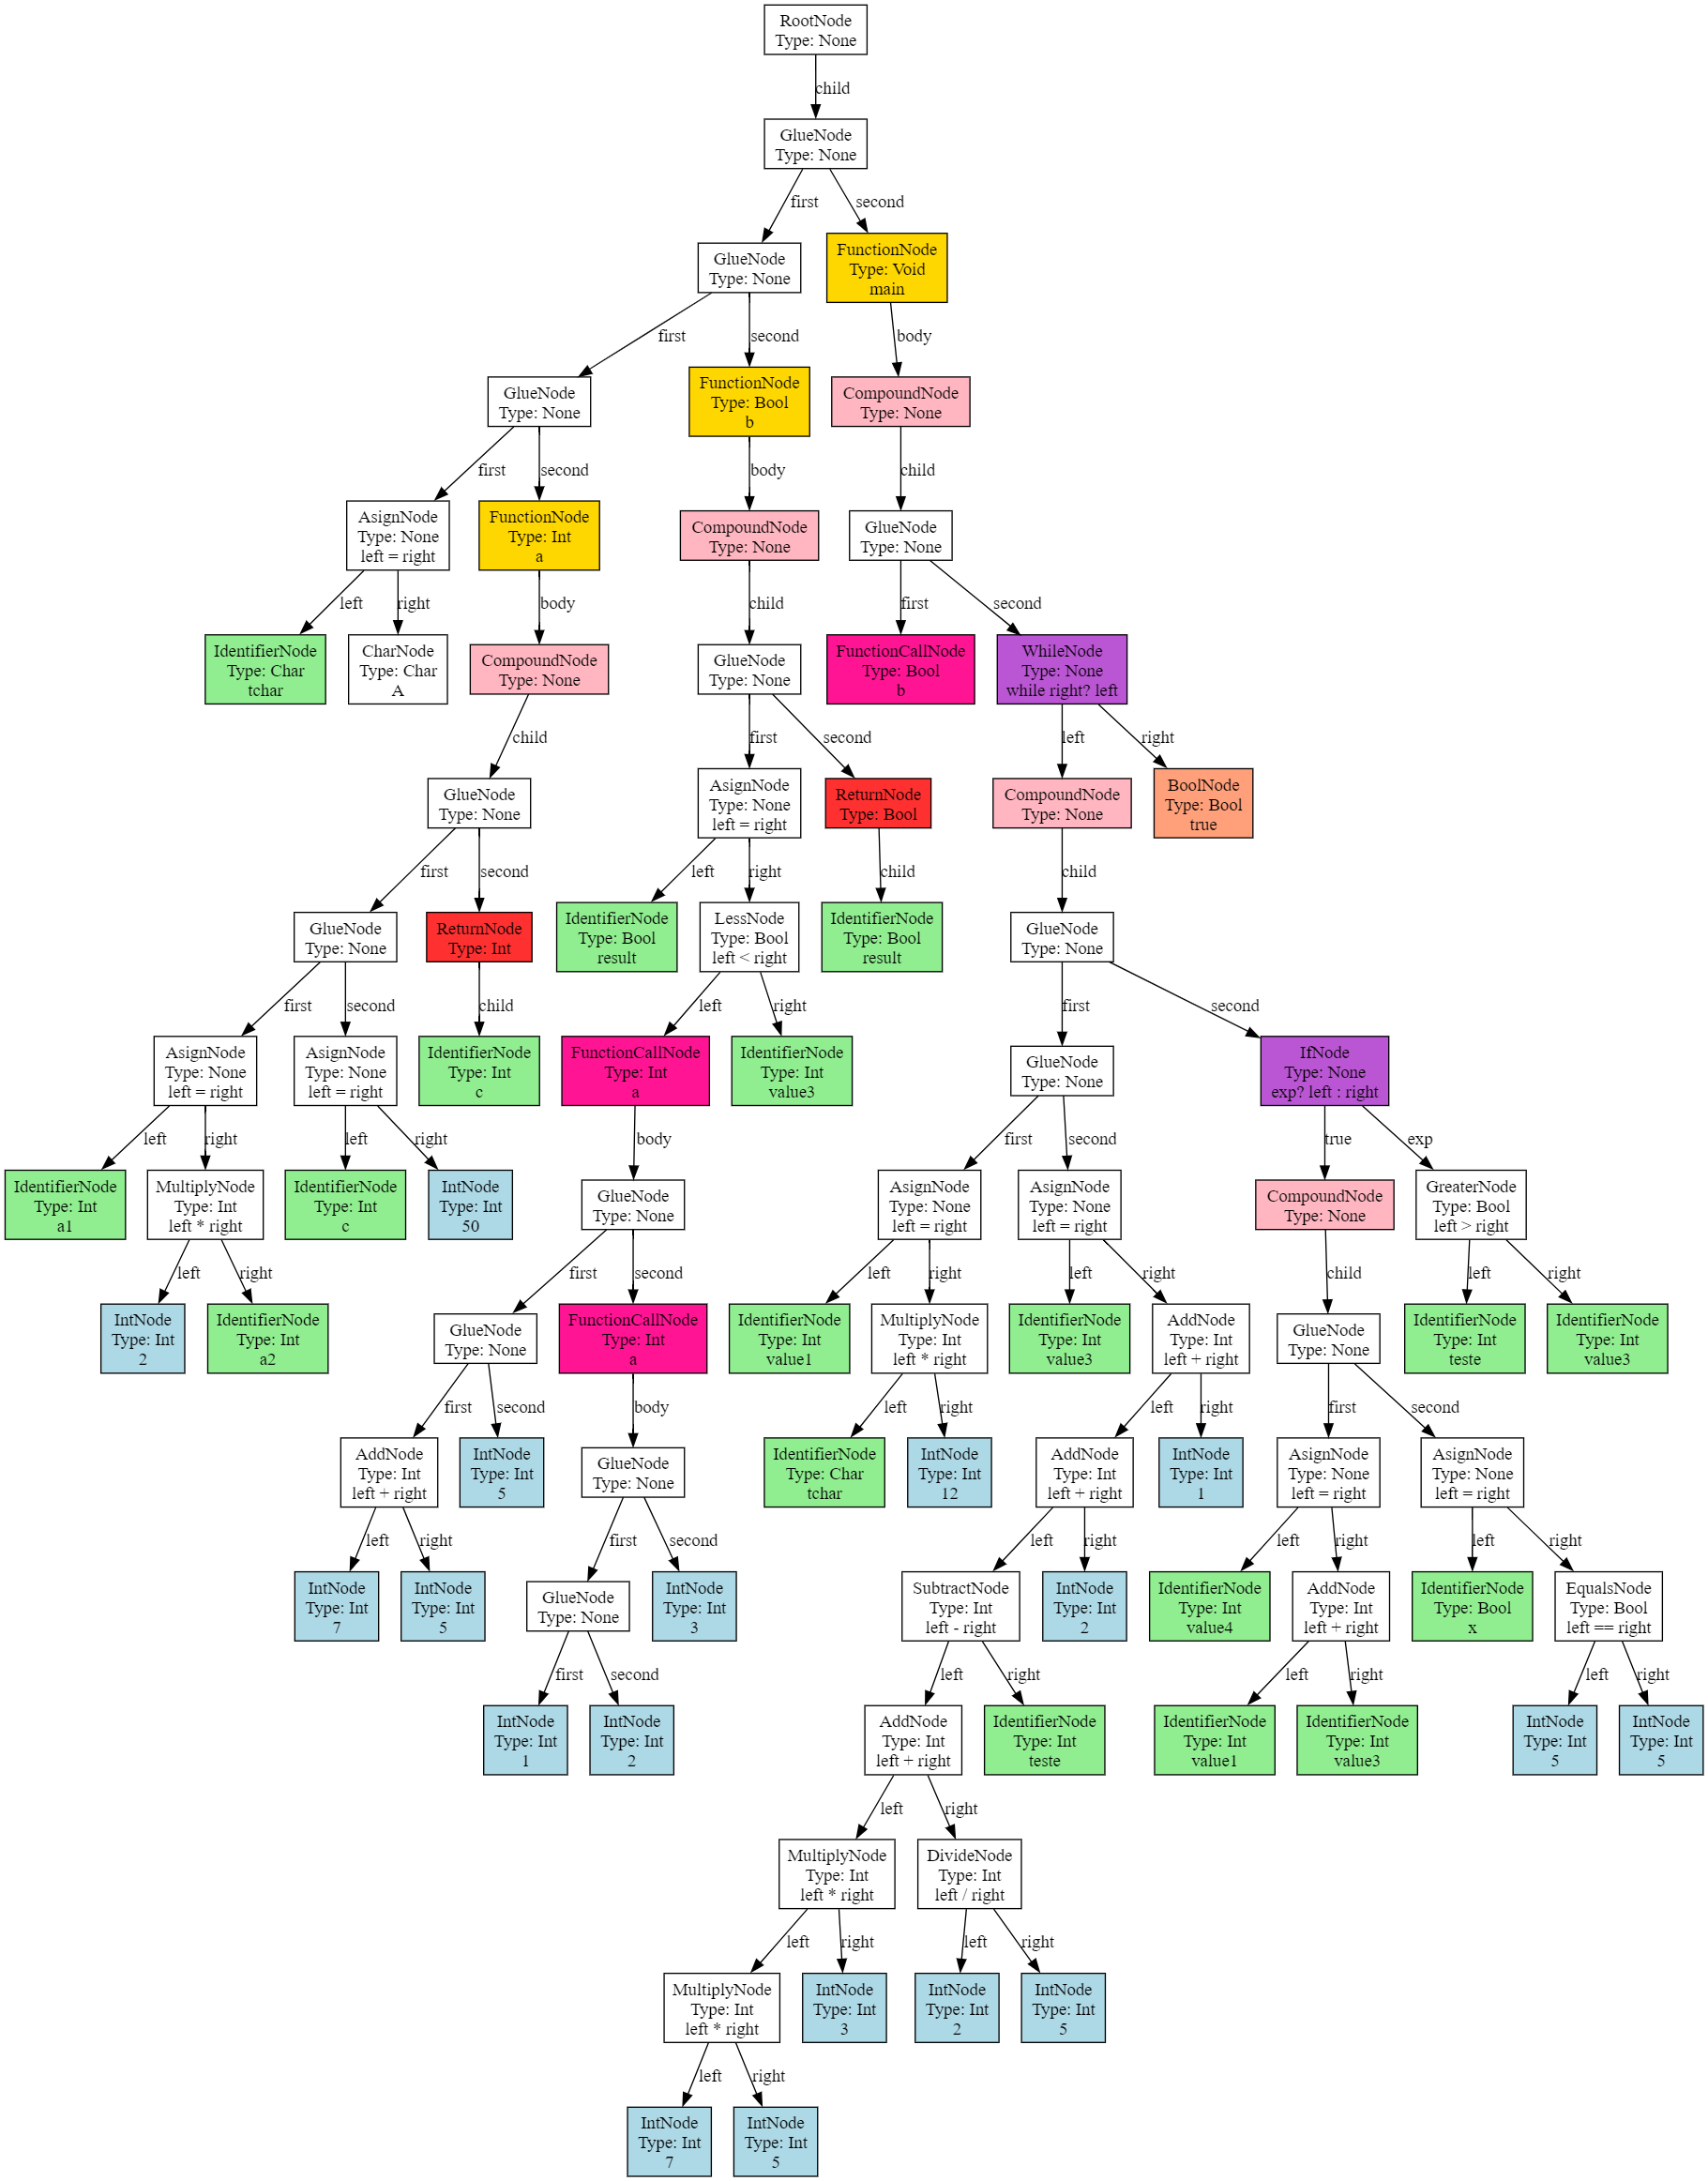 RootNode
Type: None
child
GlueNode
Type: None
first
second
GlueNode
Type: None
FunctionNode
Type: Void
main
first
second
body
GlueNode
Type: None
FunctionNode
Type: Bool
b
CompoundNode
Type: None
first
second
body
child
AsignNode
Type: None
left = right
FunctionNode
Type: Int
a
CompoundNode
Type: None
GlueNode
Type: None
left
right
body
child
first
second
IdentifierNode
Type: Char
tchar
CharNode
Type: Char
A
CompoundNode
Type: None
GlueNode
Type: None
FunctionCallNode
Type: Bool
b
WhileNode
Type: None
while right? left
child
first
second
left
right
GlueNode
Type: None
AsignNode
Type: None
left = right
ReturnNode
Type: Bool
CompoundNode
Type: None
BoolNode
Type: Bool
true
first
second
left
right
child
child
GlueNode
Type: None
ReturnNode
Type: Int
IdentifierNode
Type: Bool
result
LessNode
Type: Bool
left < right
IdentifierNode
Type: Bool
result
GlueNode
Type: None
first
second
child
left
right
first
second
AsignNode
Type: None
left = right
AsignNode
Type: None
left = right
IdentifierNode
Type: Int
c
FunctionCallNode
Type: Int
a
IdentifierNode
Type: Int
value3
GlueNode
Type: None
IfNode
Type: None
exp? left : right
left
right
left
right
body
first
second
true
exp
IdentifierNode
Type: Int
a1
MultiplyNode
Type: Int
left * right
IdentifierNode
Type: Int
c
IntNode
Type: Int
50
GlueNode
Type: None
AsignNode
Type: None
left = right
AsignNode
Type: None
left = right
CompoundNode
Type: None
GreaterNode
Type: Bool
left > right
left
right
first
second
left
right
left
right
child
left
right
IntNode
Type: Int
2
IdentifierNode
Type: Int
a2
GlueNode
Type: None
FunctionCallNode
Type: Int
a
IdentifierNode
Type: Int
value1
MultiplyNode
Type: Int
left * right
IdentifierNode
Type: Int
value3
AddNode
Type: Int
left + right
GlueNode
Type: None
IdentifierNode
Type: Int
teste
IdentifierNode
Type: Int
value3
first
second
body
left
right
left
right
first
second
AddNode
Type: Int
left + right
IntNode
Type: Int
5
GlueNode
Type: None
IdentifierNode
Type: Char
tchar
IntNode
Type: Int
12
AddNode
Type: Int
left + right
IntNode
Type: Int
1
AsignNode
Type: None
left = right
AsignNode
Type: None
left = right
left
right
first
second
left
right
left
right
left
right
IntNode
Type: Int
7
IntNode
Type: Int
5
GlueNode
Type: None
IntNode
Type: Int
3
SubtractNode
Type: Int
left - right
IntNode
Type: Int
2
IdentifierNode
Type: Int
value4
AddNode
Type: Int
left + right
IdentifierNode
Type: Bool
x
EqualsNode
Type: Bool
left == right
first
second
left
right
left
right
left
right
IntNode
Type: Int
1
IntNode
Type: Int
2
AddNode
Type: Int
left + right
IdentifierNode
Type: Int
teste
IdentifierNode
Type: Int
value1
IdentifierNode
Type: Int
value3
IntNode
Type: Int
5
IntNode
Type: Int
5
left
right
MultiplyNode
Type: Int
left * right
DivideNode
Type: Int
left / right
left
right
left
right
MultiplyNode
Type: Int
left * right
IntNode
Type: Int
3
IntNode
Type: Int
2
IntNode
Type: Int
5
left
right
IntNode
Type: Int
7
IntNode
Type: Int
5